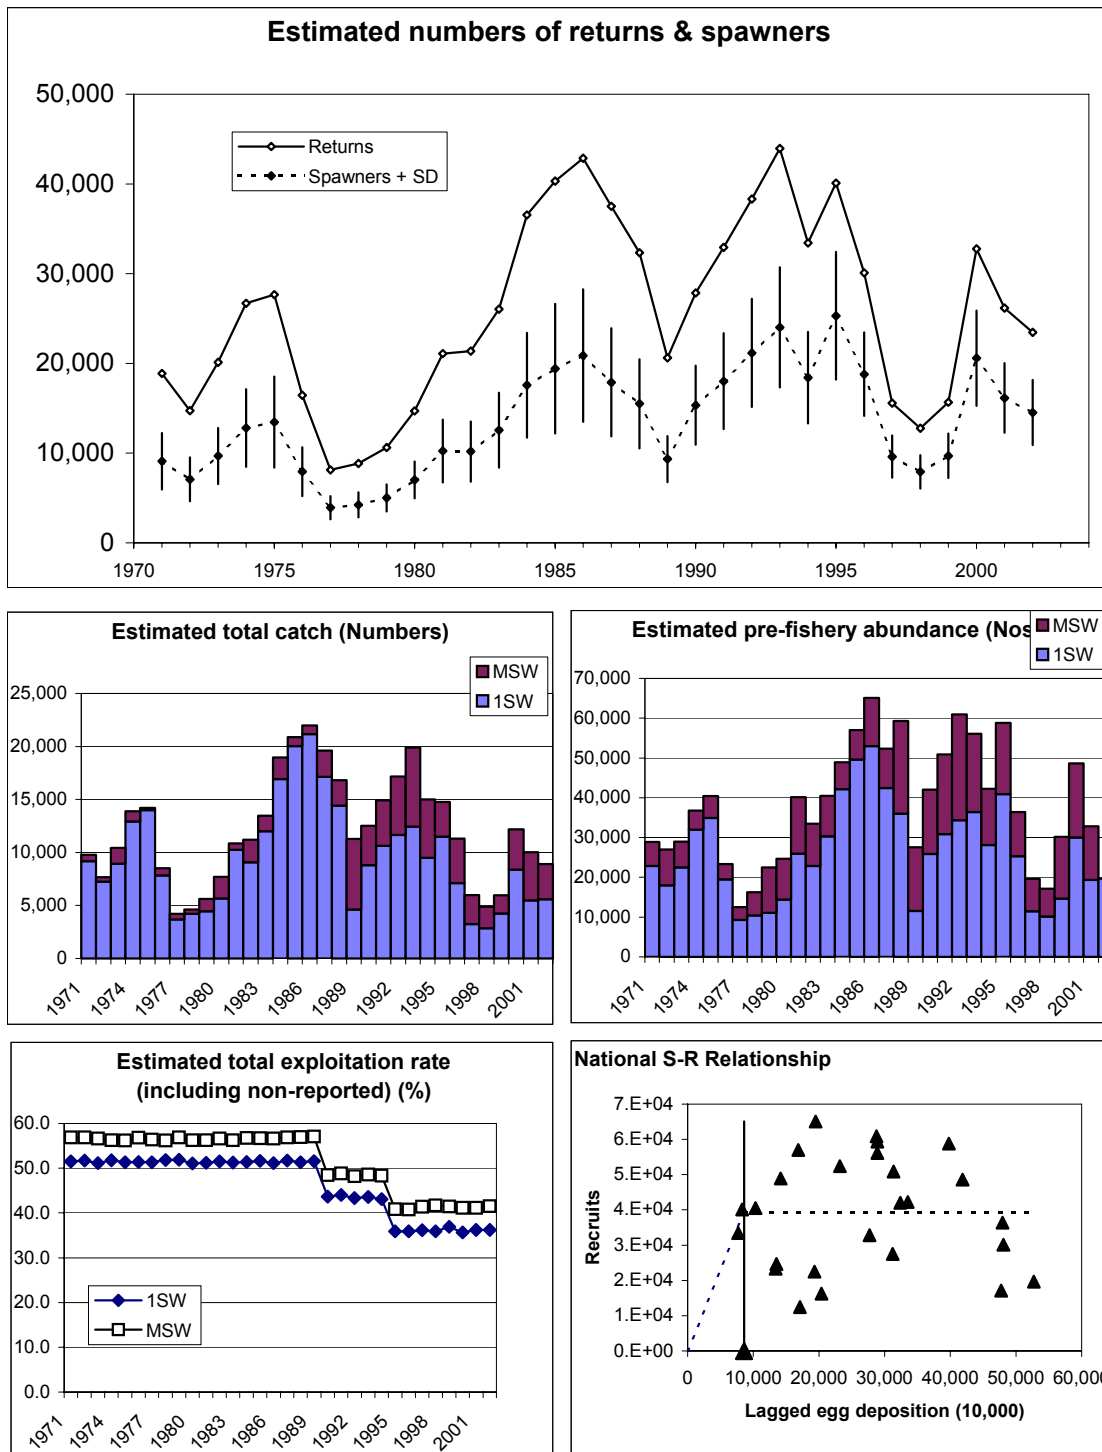 Estimated numbers of returns & spawners
50,000
40,000
30,000
20,000
10,000
0
Returns
Spawners + SD
1970 1975 1980 1985 1990 1995 2000
Estimated total catch (Numbers)
MSW
1SW
25,000
20,000
15,000
10,000
5,000
0
1971 1974 1977 1980 1983 1986 1989 1992 1995 1998 2001
Estimated pre-fishery abundance (Nos
MSW
1SW
70,000
60,000
50,000
40,000
30,000
20,000
10,000
0
1971 1974 1977 1980 1983 1986 1989 1992 1995 1998 2001
Estimated total exploitation rate
(including non-reported) (%)
60.0
50.0
40.0
30.0
20.0
10.0
0.0
1SW
MSW
1971 1974 1977 1980 1983 1986 1989 1992 1995 1998 2001
National S-R Relationship
7.E+04
6.E+04
5.E+04
4.E+04
3.E+04
2.E+04
1.E+04
0.E+00
Recruits
0 10,000 20,000 30,000 40,000 50,000 60,000
Lagged egg deposition (10,000)